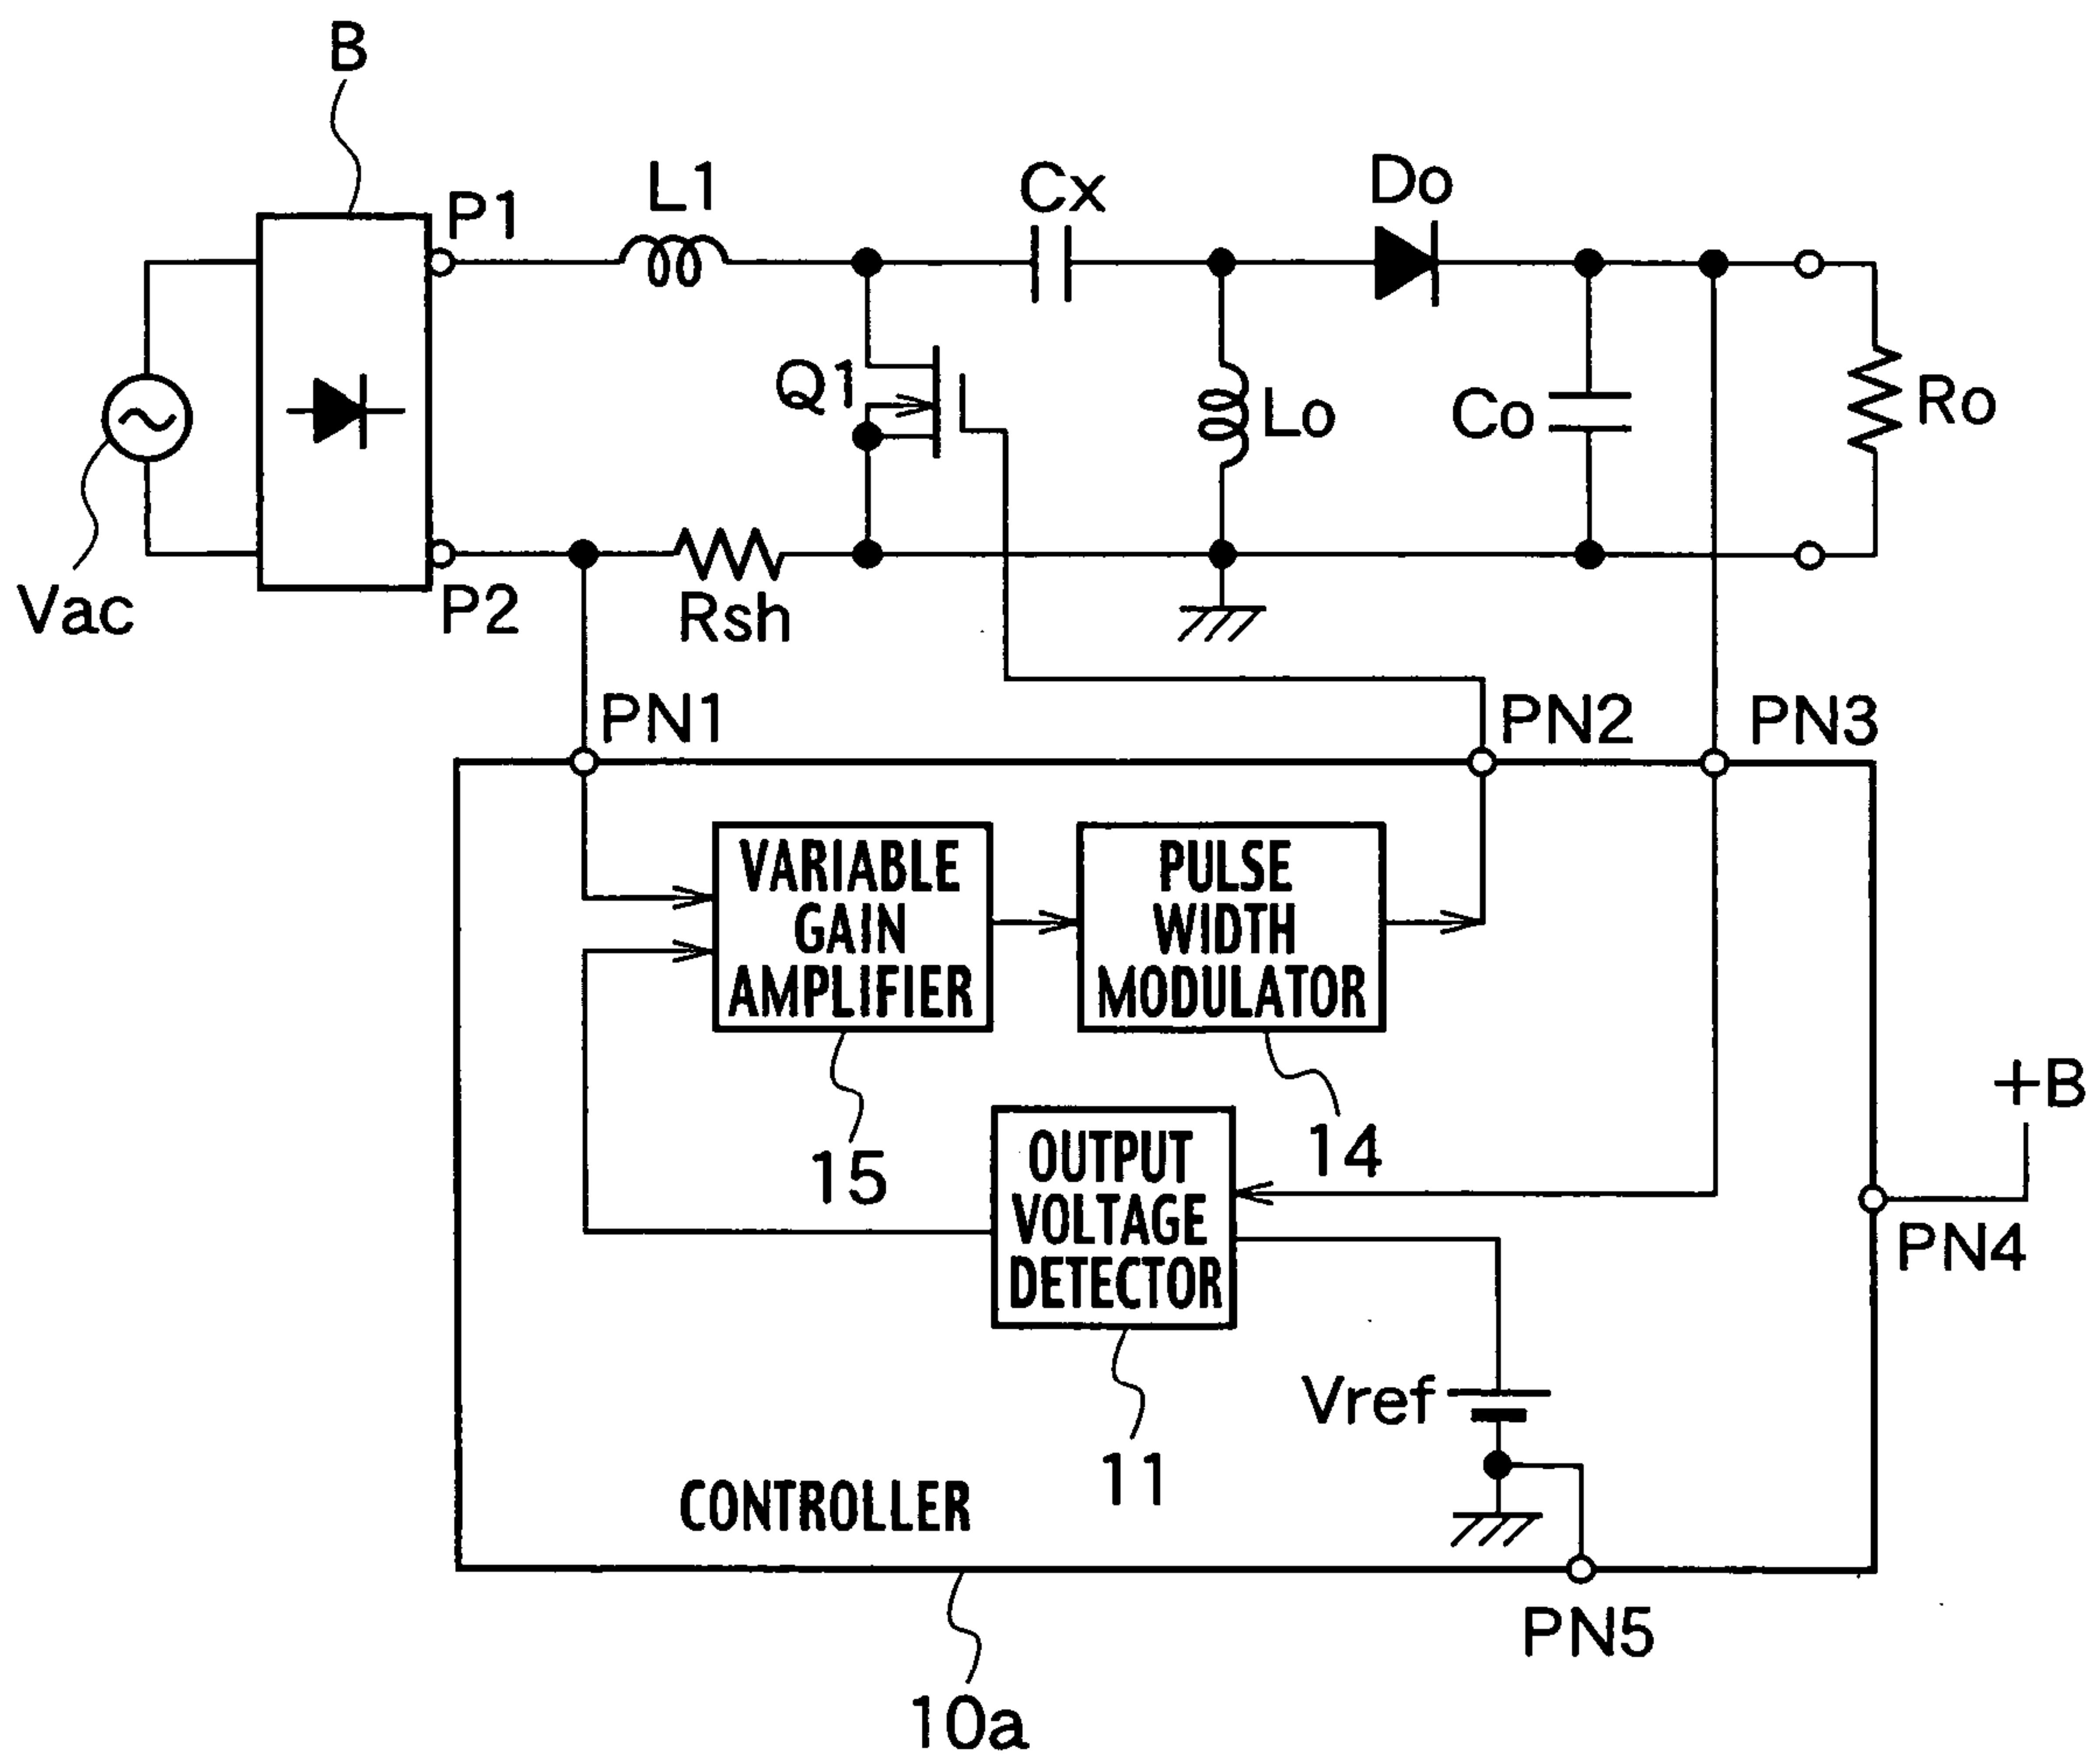 B
P1
L1
Cx
Do
Q1
Lo
Co
Ro
Vac
P2
Rsh
PN1
PN2
PN3
VARIABLE
GAIN
AMPLIFIER
PULSE
WIDTH
MODULATOR
15
14
+B
OUTPUT
VOLTAGE
DETECTOR
PN4
Vref
11
CONTROLLER
PN5
10a